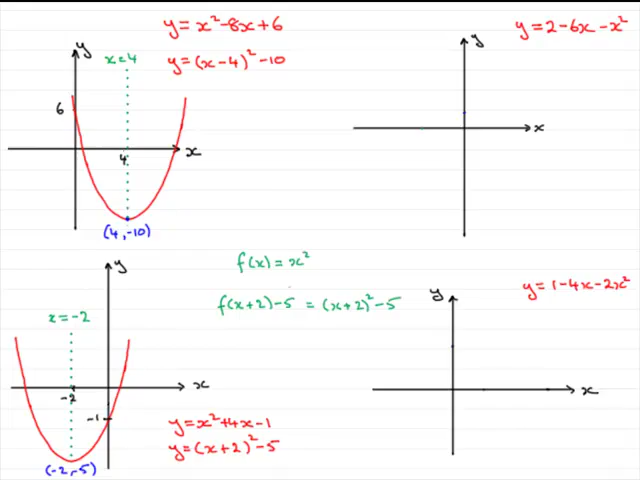 y = x² - 8x + 6
y = (x - 4)² - 10
y
x = 4
6
4
x
(4, -10)
y = 2 - 6x - x²
y
x
f(x) = x²
f(x+2) - 5 = (x+2)² - 5
y
x = -2
x
-2
-1
(-2, -5)
y = x² + 4x - 1
y = (x+2)² - 5
y = 1 - 4x - 2x²
y
x